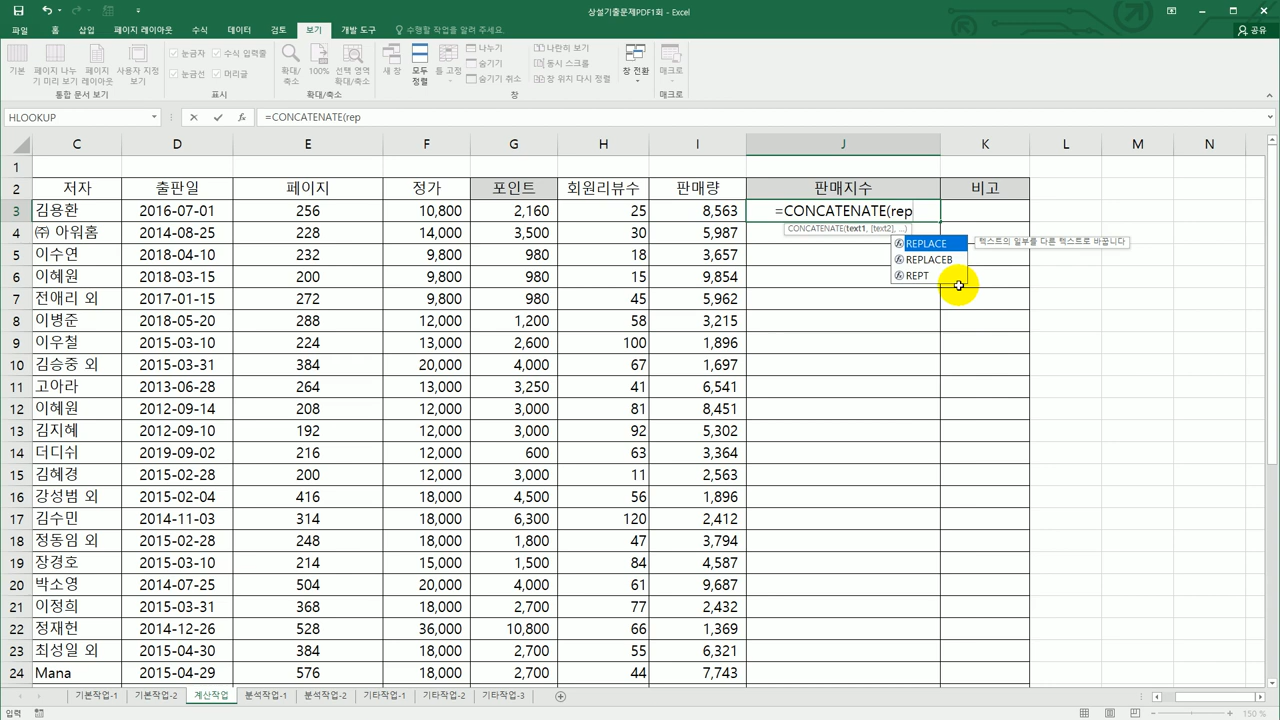 상설기출문제PDF1회 - Excel
파일 홈 삽입 페이지 레이아웃 수식 데이터 검토 보기 개발 도구 수행할 작업을 알려 주세요. 공유
기본 페이지 나누기 미리 보기 페이지 레이아웃 사용자 지정 보기 눈금자 수식 입력줄 눈금선 머리글 확대/축소 100% 선택 영역 확대/축소 새 창 모두 정렬 틀 고정 나누기 숨기기 숨기기 취소 나란히 보기 동시 스크롤 창 위치 다시 정렬 창 전환 매크로
통합 문서 보기 표시 확대/축소 창 매크로
HLOOKUP =CONCATENATE(rep
C D E F G H I J K L M N
1
2 저자 출판일 페이지 정가 포인트 회원리뷰수 판매량 판매지수 비고
3 김용환 2016-07-01 256 10,800 2,160 25 8,563 =CONCATENATE(rep
4 ㈜ 아워홈 2014-08-25 228 14,000 3,500 30 5,987
CONCATENATE(text1, [text2], ...)
REPLACE 텍스트의 일부를 다른 텍스트로 바꿉니다
REPLACEB
REPT
5 이수연 2018-04-10 232 9,800 980 18 3,657
6 이혜원 2018-03-15 200 9,800 980 15 9,854
7 전애리 외 2017-01-15 272 9,800 980 45 5,962
8 이병준 2018-05-20 288 12,000 1,200 58 3,215
9 이우철 2015-03-10 224 13,000 2,600 100 1,896
10 김승중 외 2015-03-31 384 20,000 4,000 67 1,697
11 고아라 2013-06-28 264 13,000 3,250 41 6,541
12 이혜원 2012-09-14 208 12,000 3,000 81 8,451
13 김지혜 2012-09-10 192 12,000 3,000 92 5,302
14 더디쉬 2019-09-02 216 12,000 600 63 3,364
15 김혜경 2015-02-28 200 12,000 3,000 11 2,563
16 강성범 외 2015-02-04 416 18,000 4,500 56 1,896
17 김수민 2014-11-03 314 18,000 6,300 120 2,412
18 정동임 외 2015-02-28 248 18,000 1,800 47 3,794
19 장경호 2015-03-10 214 15,000 1,500 84 4,587
20 박소영 2014-07-25 504 20,000 4,000 61 9,687
21 이정희 2015-03-31 368 18,000 2,700 77 2,432
22 정재헌 2014-12-26 528 36,000 10,800 66 1,369
23 최성일 외 2015-04-30 384 18,000 2,700 55 6,321
24 Mana 2015-04-29 576 18,000 2,700 44 7,743
기본작업-1 기본작업-2 계산작업 분석작업-1 분석작업-2 기타작업-1 기타작업-2 기타작업-3
입력 150 %